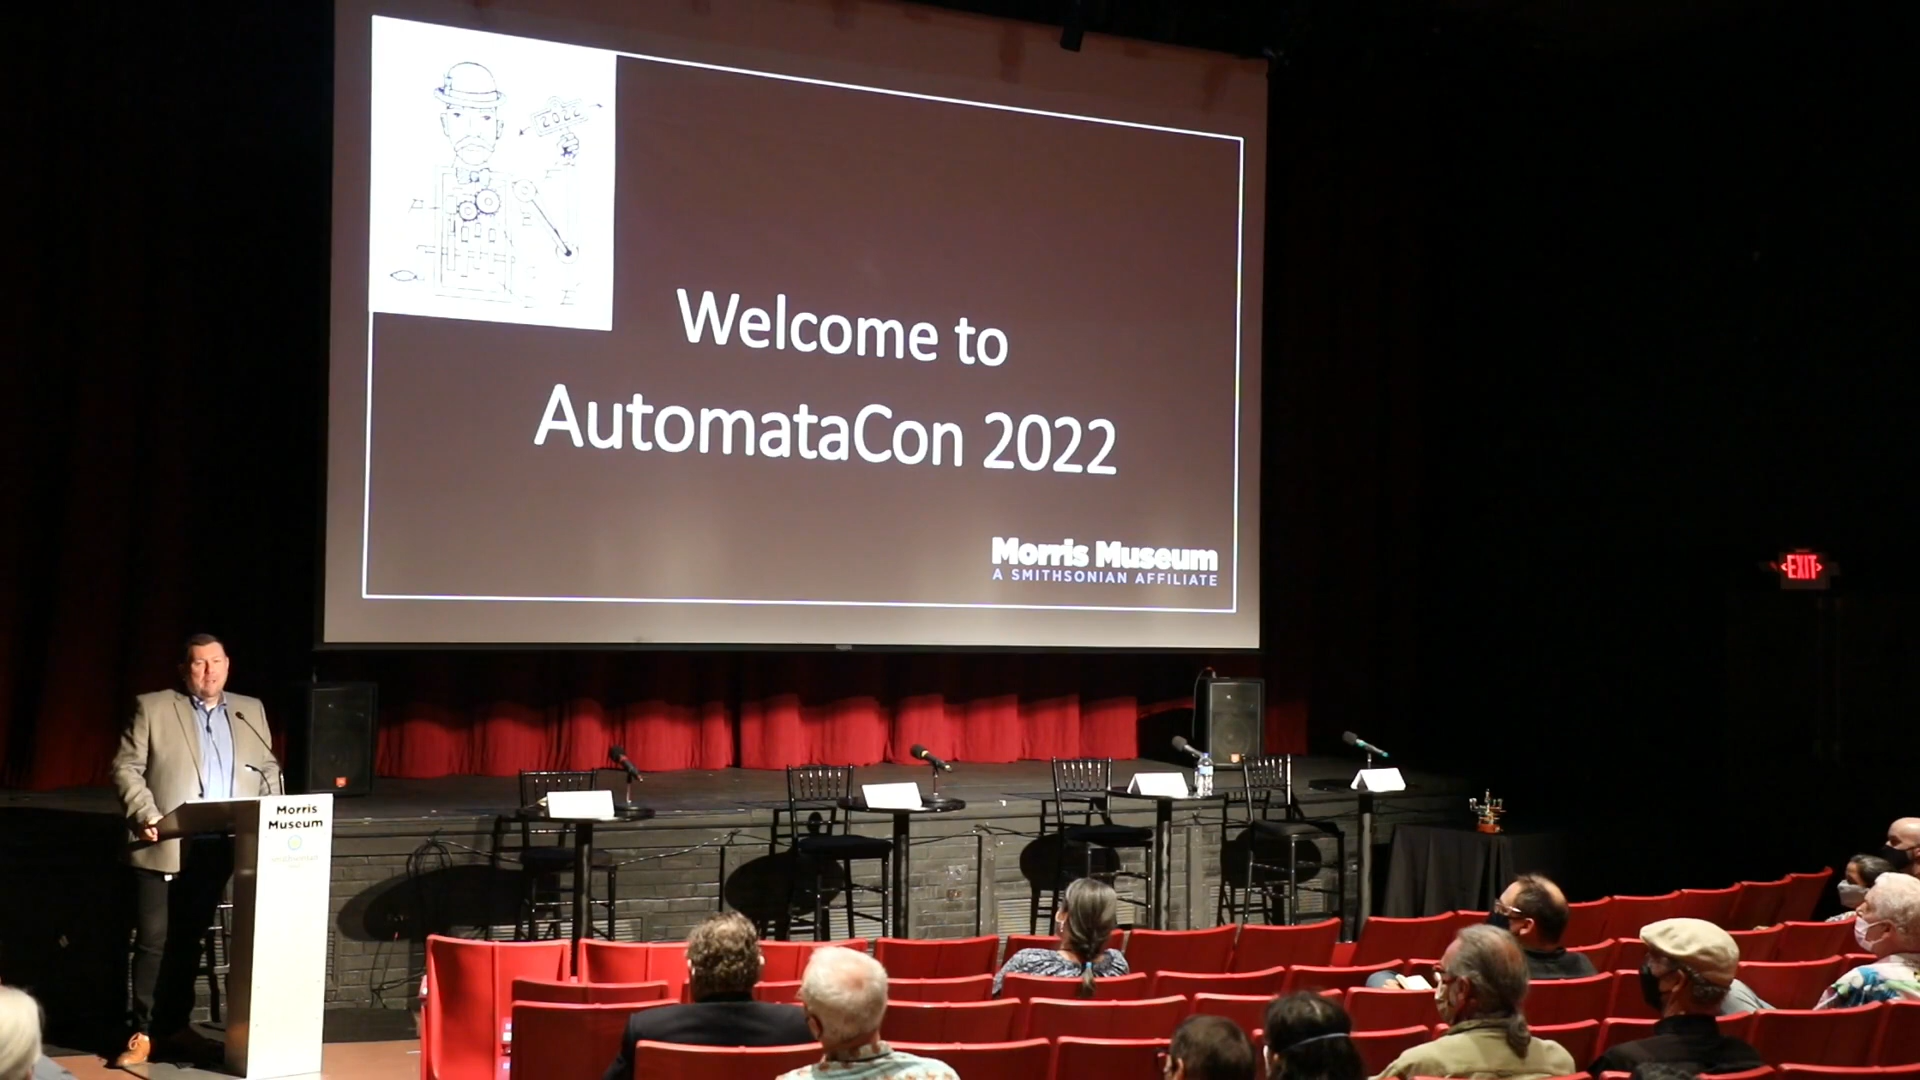 2022
Welcome to
AutomataCon 2022
Morris Museum
A SMITHSONIAN AFFILIATE
EXIT
Morris
Museum